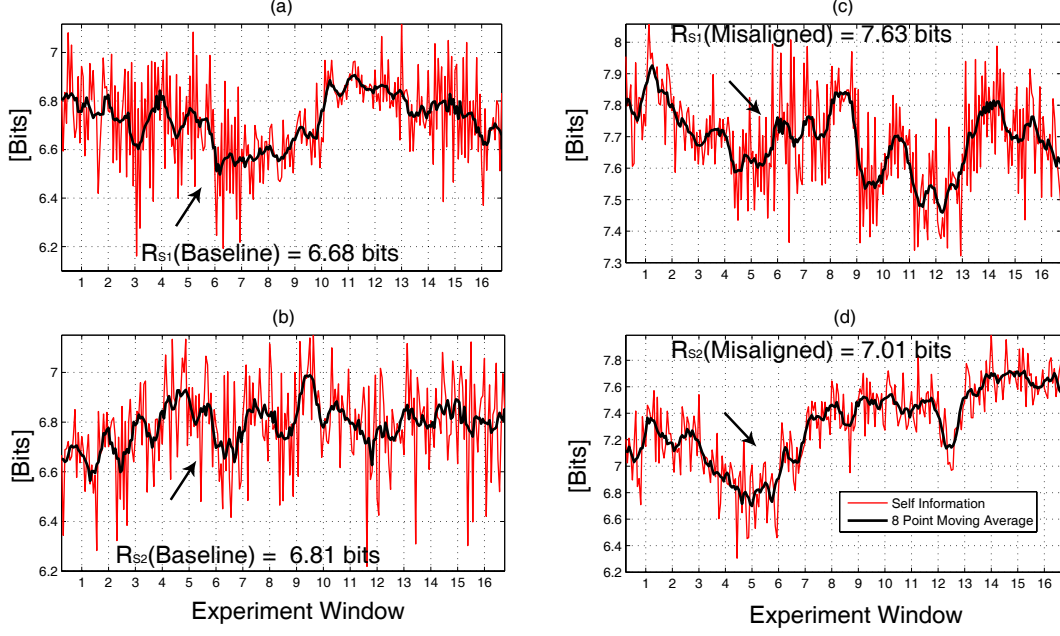 (a)
7
6.8
6.6
6.4
6.2
[Bits]
RS1(Baseline) = 6.68 bits
1 2 3 4 5 6 7 8 9 10 11 12 13 14 15 16
(b)
7
6.8
6.6
6.4
6.2
[Bits]
RS2(Baseline) = 6.81 bits
1 2 3 4 5 6 7 8 9 10 11 12 13 14 15 16
Experiment Window
(c)
RS1(Misaligned) = 7.63 bits
8
7.9
7.8
7.7
7.6
7.5
7.4
7.3
[Bits]
1 2 3 4 5 6 7 8 9 10 11 12 13 14 15 16
(d)
RS2(Misaligned) = 7.01 bits
7.8
7.6
7.4
7.2
7
6.8
6.6
6.4
6.2
[Bits]
Self Information
8 Point Moving Average
1 2 3 4 5 6 7 8 9 10 11 12 13 14 15 16
Experiment Window